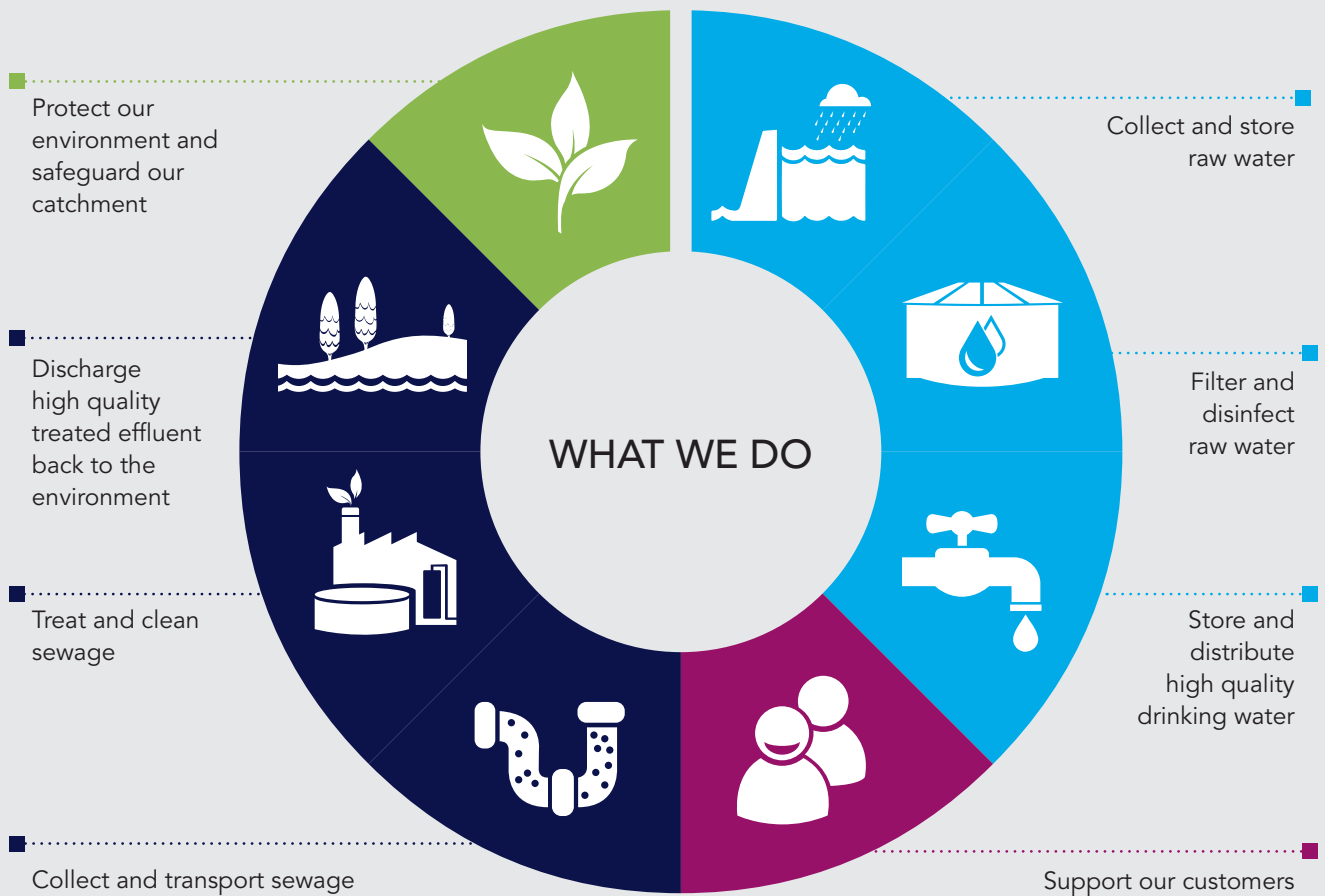 Protect our
environment and
safeguard our
catchment
Discharge
high quality
treated effluent
back to the
environment
Treat and clean
sewage
Collect and transport sewage
WHAT WE DO
Collect and store
raw water
Filter and
disinfect
raw water
Store and
distribute
high quality
drinking water
Support our customers